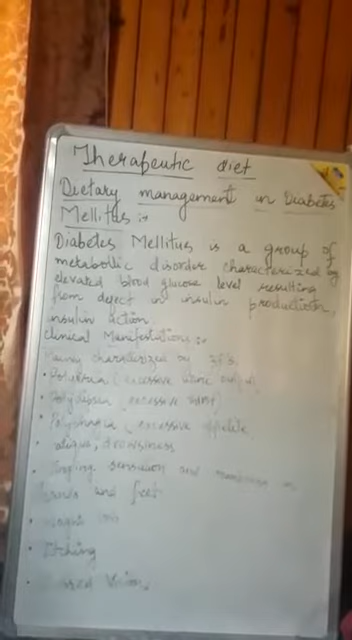 Therapeutic diet
Dietary management in Diabetes
Mellitus :-
Diabetes Mellitus is a group of
metabolic disorder characterized by
elevated blood glucose level resulting
from defect in insulin production,
insulin action
Clinical Manifestations :-
Mainly characterized by 3P's.
• Polyuria (excessive urine output)
• Polydipsia (excessive thirst)
• Polyphagia (excessive appetite
• Fatigue, drowsiness
• Tingling sensation and numbness in
hands and feet
• Weight loss
• Itching
• Blurred vision.